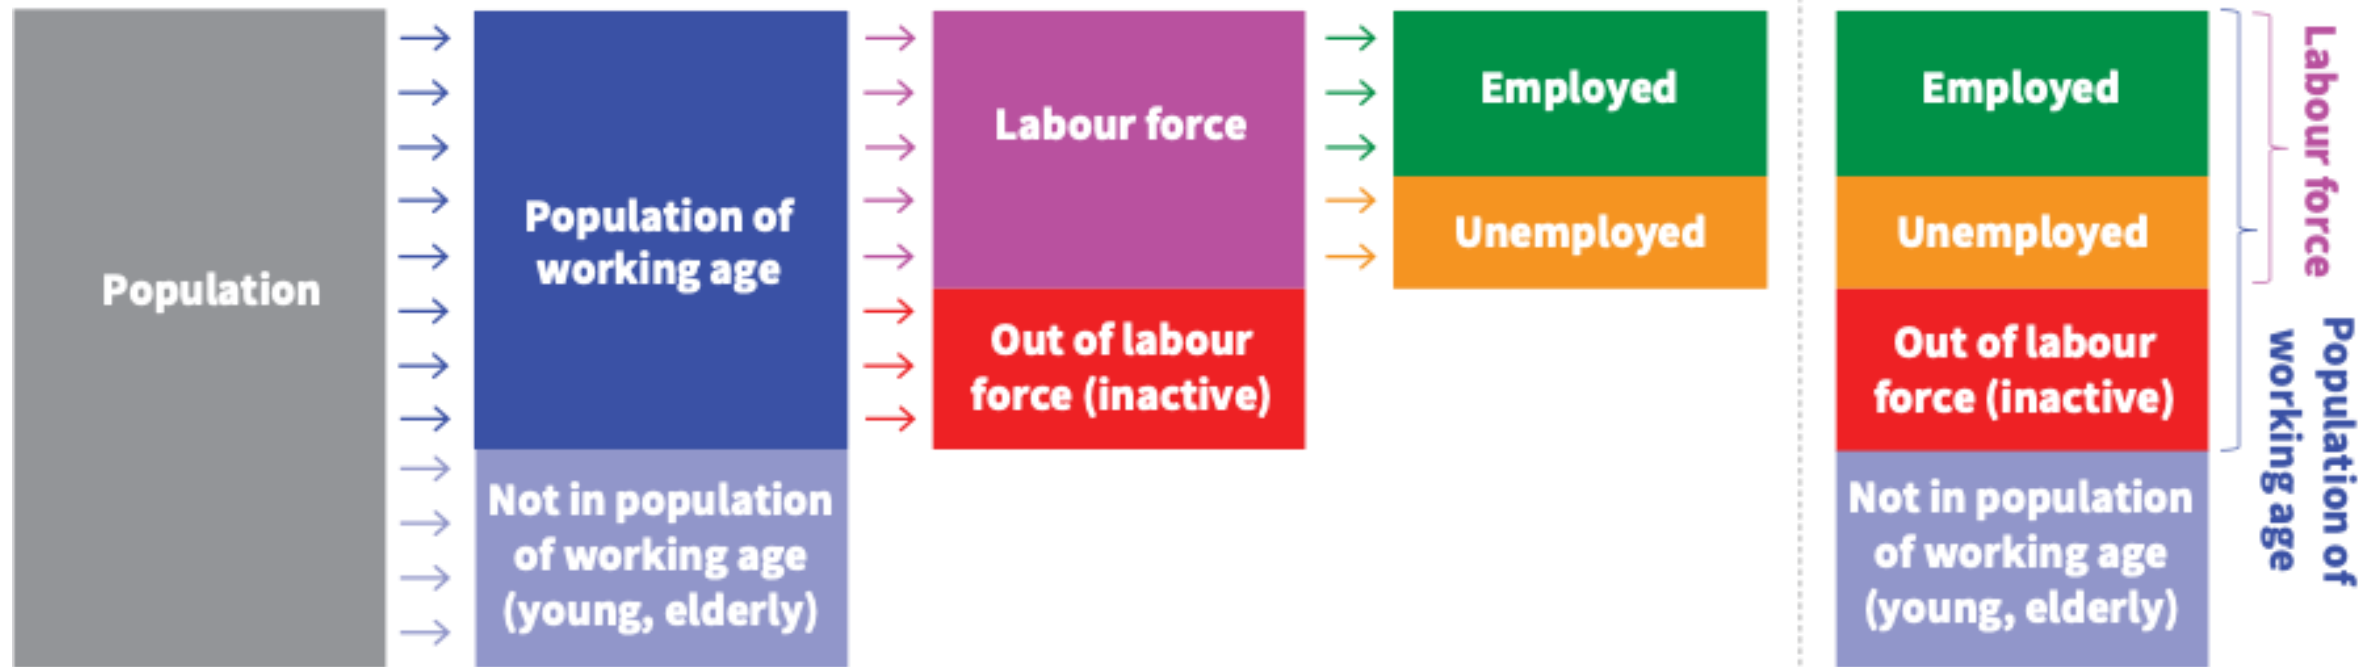 Population
Population of
working age
Not in population
of working age
(young, elderly)
Labour force
Out of labour
force (inactive)
Employed
Unemployed
Employed
Unemployed
Out of labour
force (inactive)
Not in population
of working age
(young, elderly)
Labour force
Population of
working age